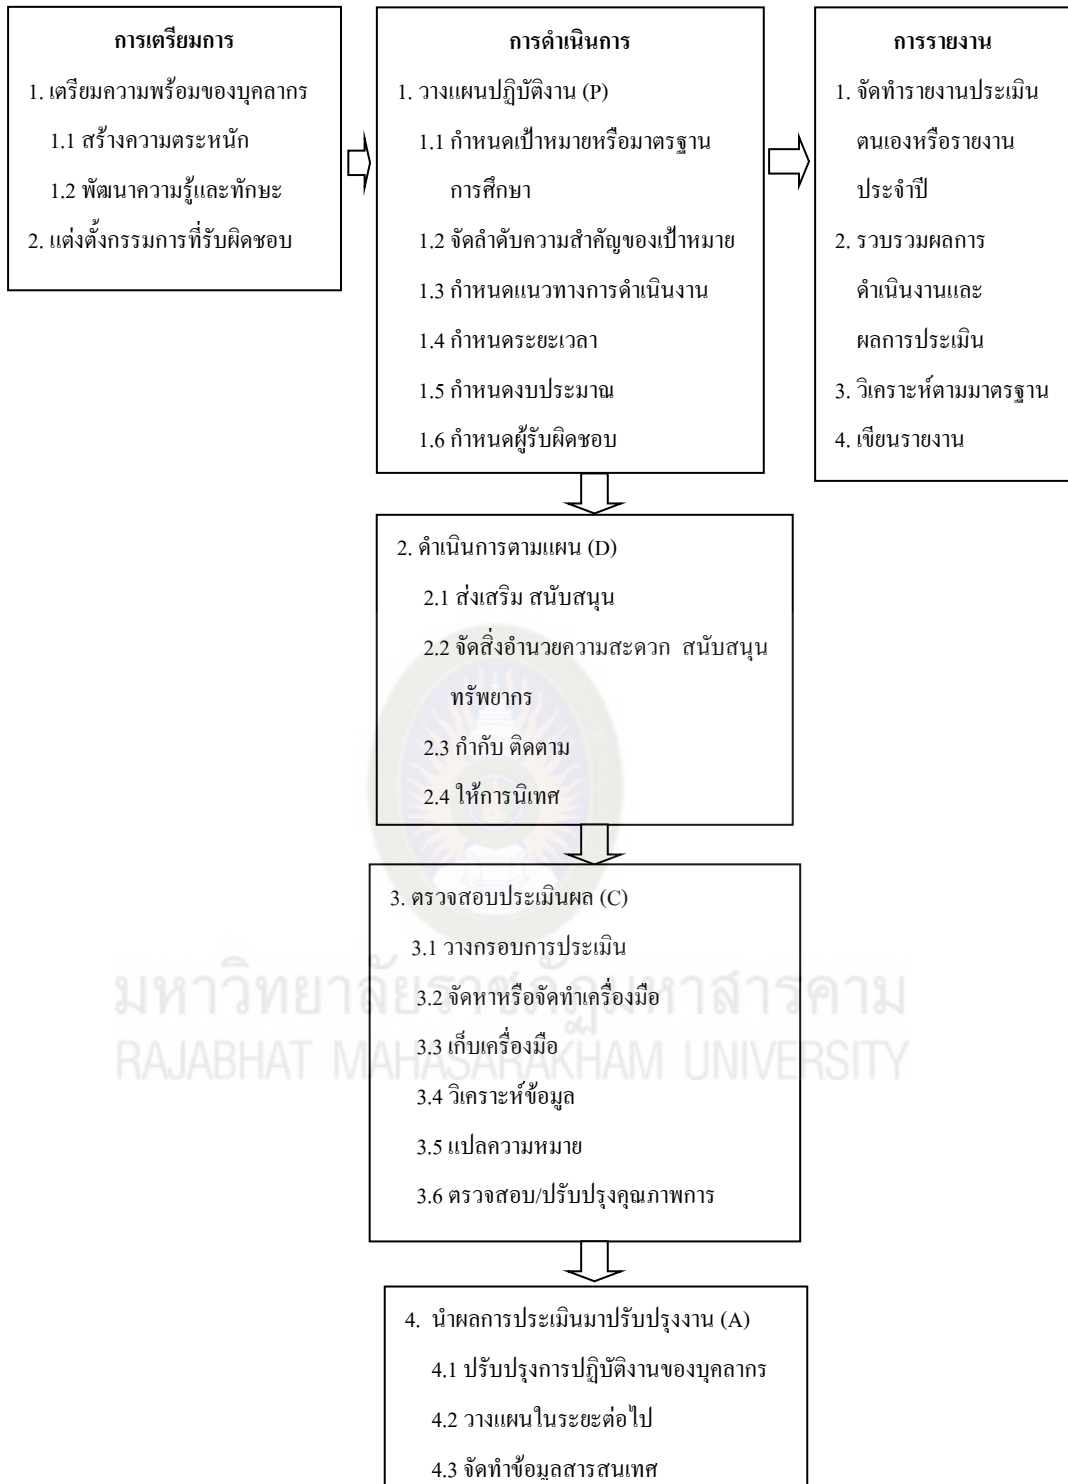 การเตรียมการ
1. เตรียมความพร้อมของบุคลากร
1.1 สร้างความตระหนัก
1.2 พัฒนาความรู้และทักษะ
2. แต่งตั้งกรรมการที่รับผิดชอบ
การดำเนินการ
1. วางแผนปฏิบัติงาน (P)
1.1 กำหนดเป้าหมายหรือมาตรฐาน
การศึกษา
1.2 จัดลำดับความสำคัญของเป้าหมาย
1.3 กำหนดแนวทางการดำเนินงาน
1.4 กำหนดระยะเวลา
1.5 กำหนดงบประมาณ
1.6 กำหนดผู้รับผิดชอบ
การรายงาน
1. จัดทำรายงานประเมิน
ตนเองหรือรายงาน
ประจำปี
2. รวบรวมผลการ
ดำเนินงานและ
ผลการประเมิน
3. วิเคราะห์ตามมาตรฐาน
4. เขียนรายงาน
2. ดำเนินการตามแผน (D)
2.1 ส่งเสริม สนับสนุน
2.2 จัดสิ่งอำนวยความสะดวก สนับสนุน
ทรัพยากร
2.3 กำกับ ติดตาม
2.4 ให้การนิเทศ
3. ตรวจสอบประเมินผล (C)
3.1 วางกรอบการประเมิน
3.2 จัดหาหรือจัดทำเครื่องมือ
3.3 เก็บเครื่องมือ
3.4 วิเคราะห์ข้อมูล
3.5 แปลความหมาย
3.6 ตรวจสอบ/ปรับปรุงคุณภาพการ
มหาวิทยาลัยราชภัฏมหาสารคาม
RAJABHAT MAHASARAKHAM UNIVERSITY
4. นำผลการประเมินมาปรับปรุงงาน (A)
4.1 ปรับปรุงการปฏิบัติงานของบุคลากร
4.2 วางแผนในระยะต่อไป
4.3 จัดทำข้อมูลสารสนเทศ